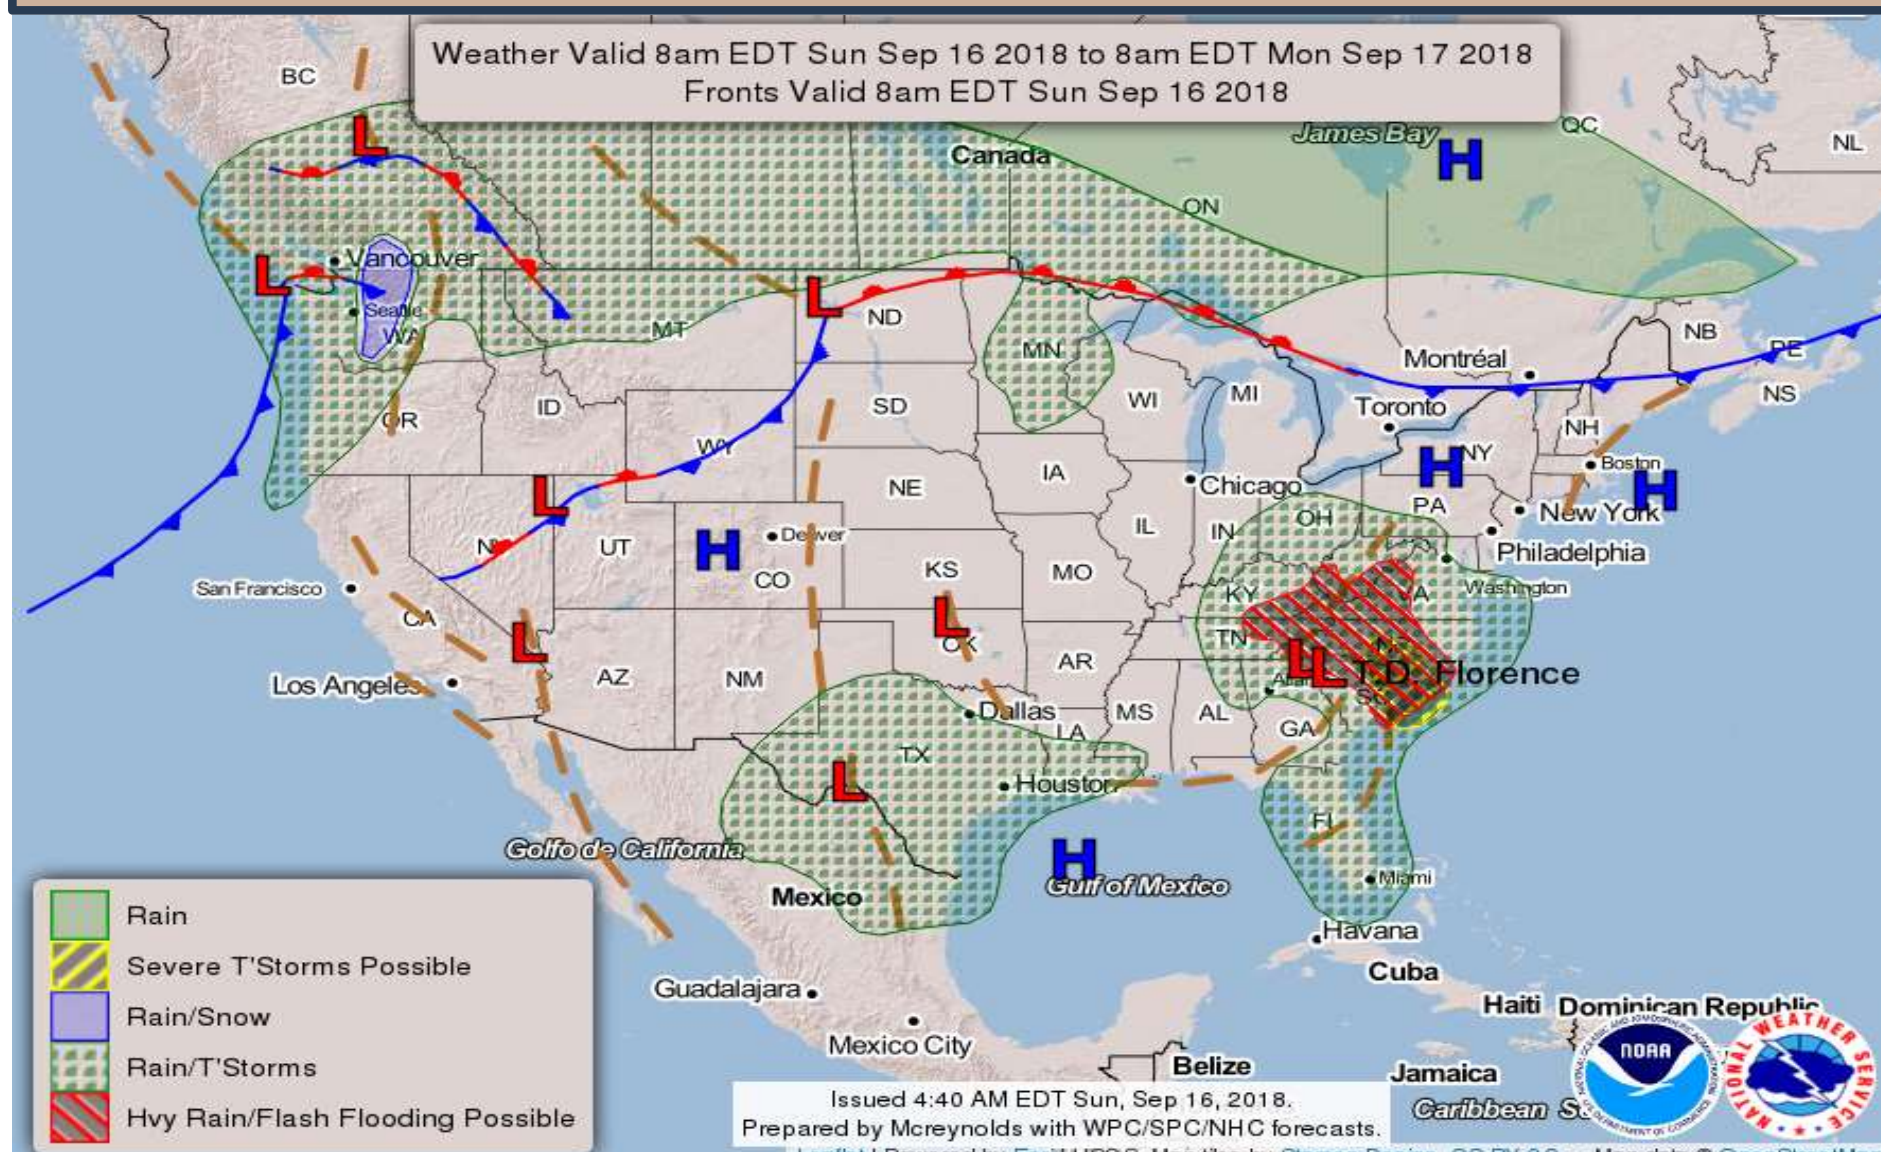 Weather Valid 8am EDT Sun Sep 16 2018 to 8am EDT Mon Sep 17 2018
Fronts Valid 8am EDT Sun Sep 16 2018
BC
L
Canada
James Bay
H
QC
NL
ON
L
Vancouver
Seattle
WA
MT
L
ND
MN
Montréal
NB
PE
NS
OR
ID
WY
SD
WI
MI
Toronto
NH
NY
H
Boston
H
L
NE
IA
Chicago
PA
New York
OH
IN
IL
Philadelphia
UT
H
Denver
CO
KS
MO
KY
VA
Washington
San Francisco
CA
L
L
OK
AR
TN
L
L
T.D. Florence
Los Angeles
AZ
NM
Dallas
MS
AL
GA
LA
TX
L
Houston
FL
H
Gulf of Mexico
Miami
Golfo de California
Mexico
Havana
Cuba
Guadalajara
Mexico City
Haiti
Dominican Republic
Belize
Jamaica
Caribbean
Rain
Severe T'Storms Possible
Rain/Snow
Rain/T'Storms
Hvy Rain/Flash Flooding Possible
Issued 4:40 AM EDT Sun, Sep 16, 2018.
Prepared by Mcreynolds with WPC/SPC/NHC forecasts.
NOAA
NATIONAL WEATHER SERVICE